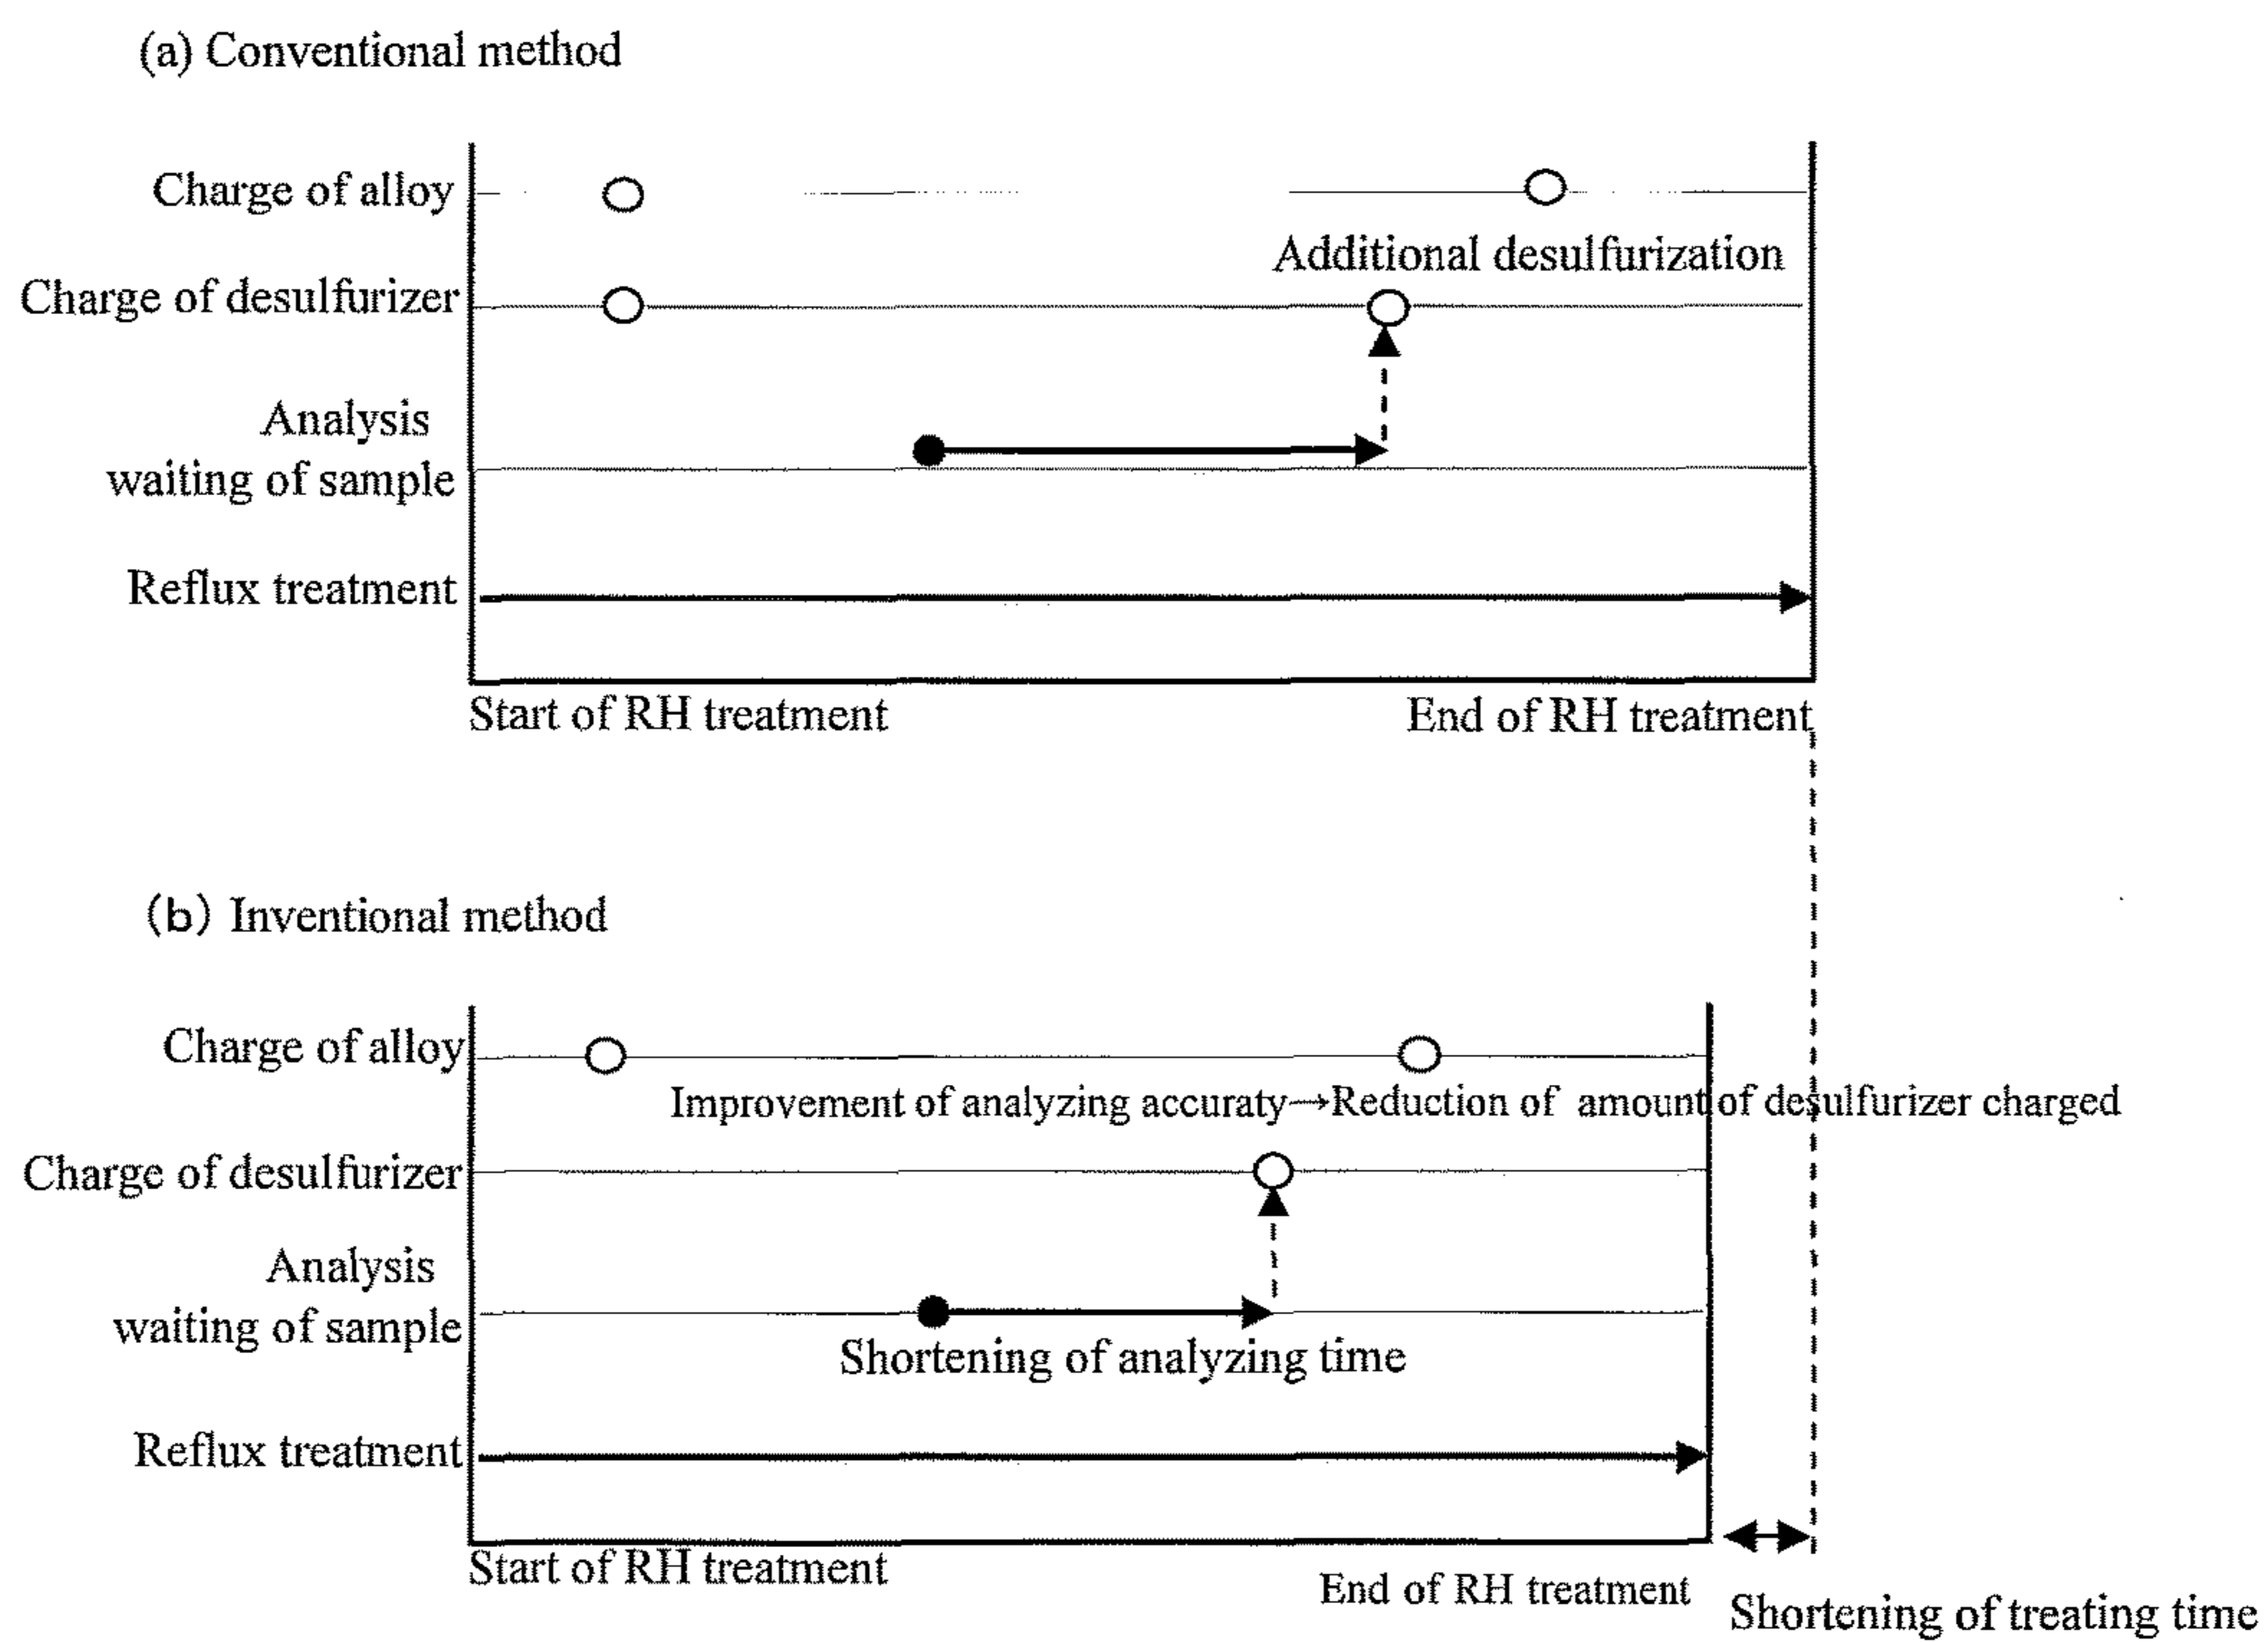 (a) Conventional method
Charge of alloy
Additional desulfurization
Charge of desulfurizer
Analysis
waiting of sample
Reflux treatment
Start of RH treatment
End of RH treatment
(b) Inventional method
Charge of alloy
Improvement of analyzing accuraty→Reduction of amount of desulfurizer charged
Charge of desulfurizer
Analysis
waiting of sample
Shortening of analyzing time
Reflux treatment
Start of RH treatment
End of RH treatment
Shortening of treating time